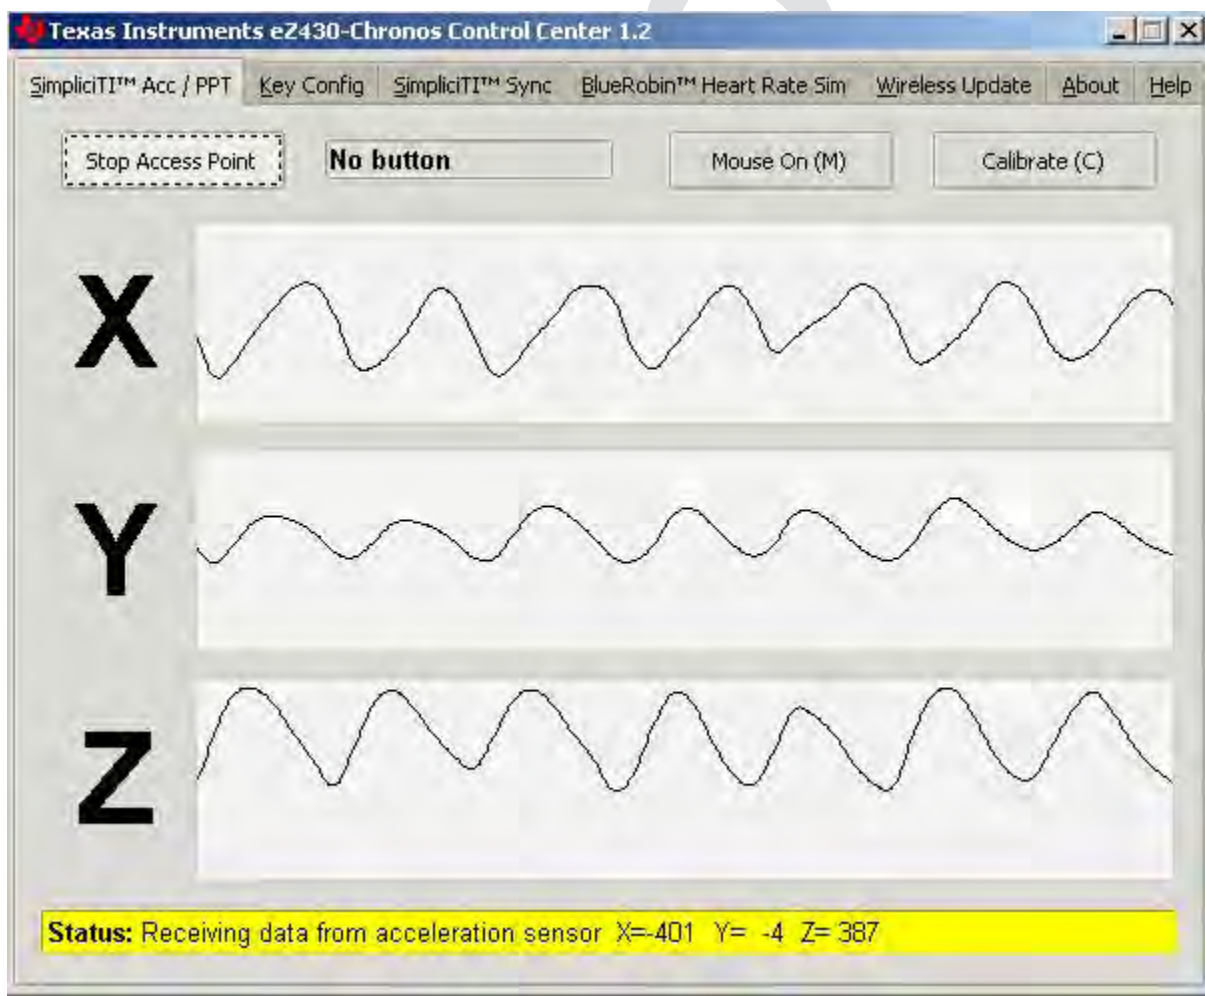 Texas Instruments eZ430-Chronos Control Center 1.2
SimpliciTI™ Acc / PPT Key Config SimpliciTI™ Sync BlueRobin™ Heart Rate Sim Wireless Update About Help
Stop Access Point No button Mouse On (M) Calibrate (C)
X
Y
Z
Status: Receiving data from acceleration sensor X=-401 Y= -4 Z= 387